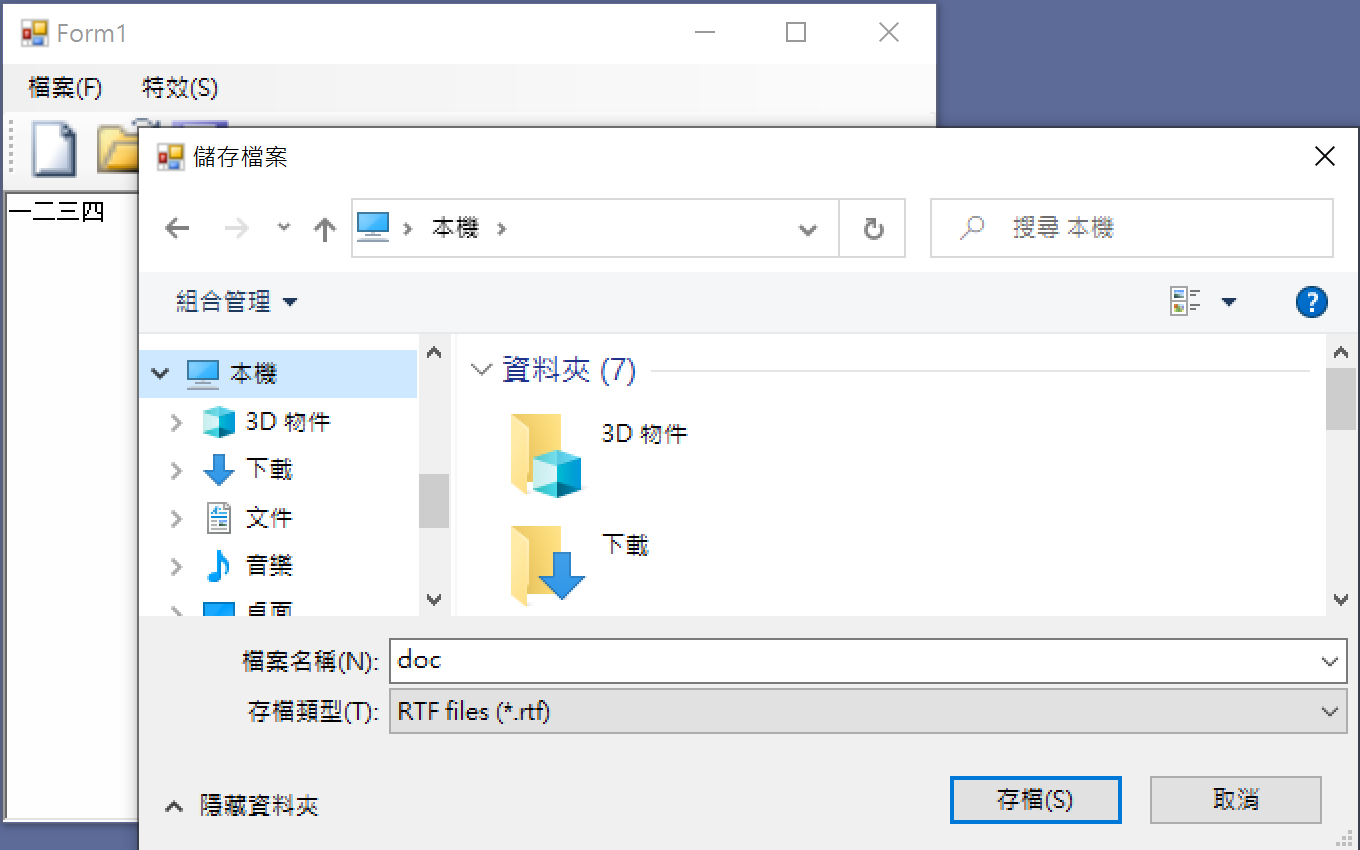 Form1
檔案(F) 特效(S)
一二三四
儲存檔案
本機
搜尋 本機
組合管理
本機
3D 物件
下載
文件
音樂
桌面
資料夾 (7)
3D 物件
下載
檔案名稱(N): doc
存檔類型(T): RTF files (*.rtf)
隱藏資料夾
存檔(S) 取消